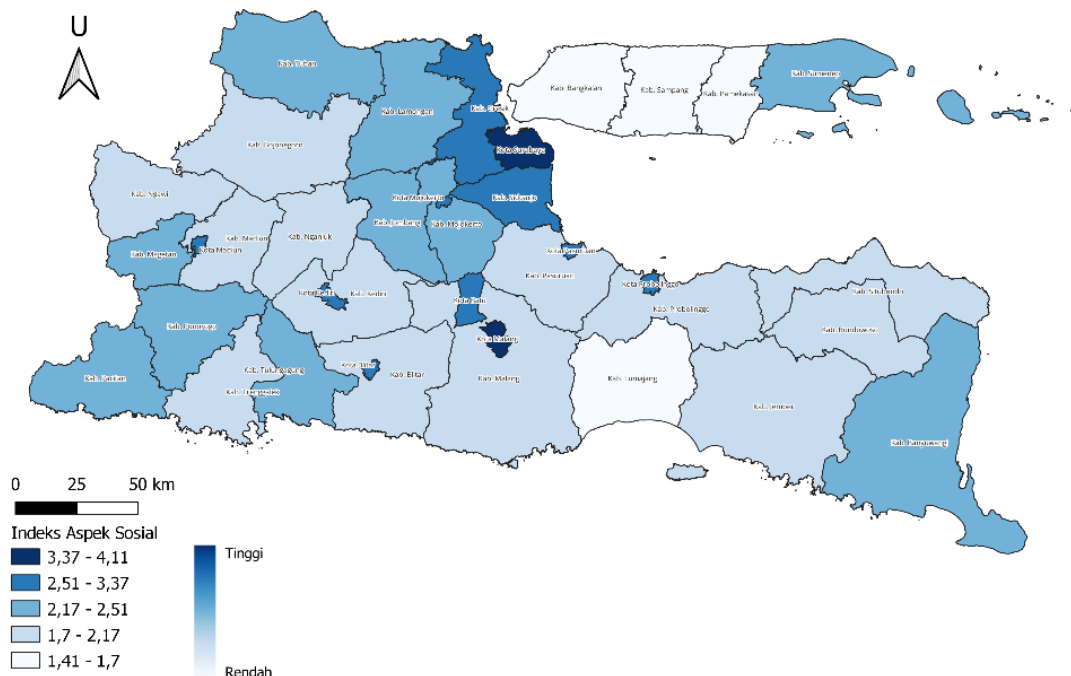 U
Kab. Tuban
Kab. Lamongan
Kab. Gresik
Kab. Bangkalan
Kab. Sampang
Kab. Pamekasan
Kab. Sumenep
Kota Surabaya
Kab. Bojonegoro
Kab. Ngawi
Kota Mojokerto
Kab. Sidoarjo
Kab. Jombang
Kab. Mojokerto
Kab. Madiun
Kab. Nganjuk
Kota Madiun
Kab. Magetan
Kota Pasuruan
Kab. Pasuruan
Kota Probolinggo
Kota Kediri
Kab. Kediri
Kota Batu
Kab. Probolinggo
Kab. Situbondo
Kab. Bondowoso
Kab. Ponorogo
Kota Malang
Kota Blitar
Kab. Tulungagung
Kab. Blitar
Kab. Malang
Kab. Lumajang
Kab. Pacitan
Kab. Trenggalek
Kab. Jember
Kab. Banyuwangi
0 25 50 km
Indeks Aspek Sosial
3,37 - 4,11
2,51 - 3,37
2,17 - 2,51
1,7 - 2,17
1,41 - 1,7
Tinggi
Rendah